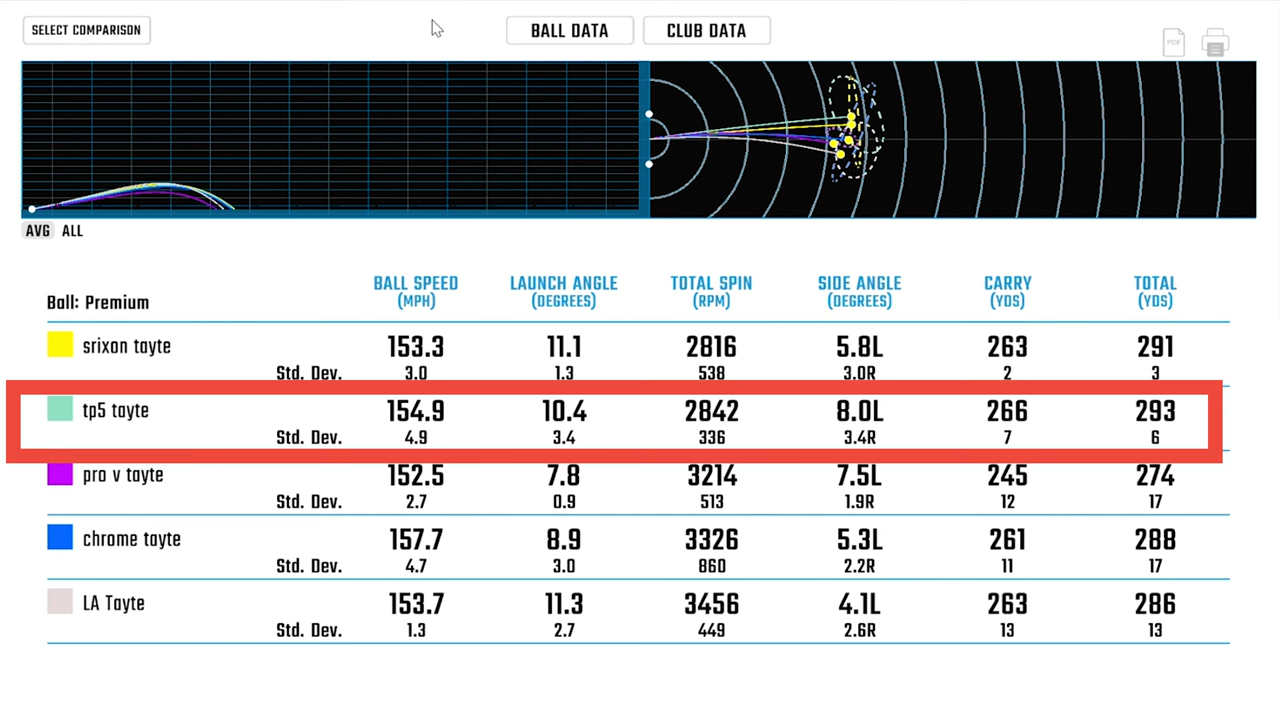 SELECT COMPARISON
BALL DATA
CLUB DATA
PDF
AVG ALL
Ball: Premium
BALL SPEED (MPH)
LAUNCH ANGLE (DEGREES)
TOTAL SPIN (RPM)
SIDE ANGLE (DEGREES)
CARRY (YDS)
TOTAL (YDS)
srixon tayte 153.3 11.1 2816 5.8L 263 291
Std. Dev. 3.0 1.3 538 3.0R 2 3
tp5 tayte 154.9 10.4 2842 8.0L 266 293
Std. Dev. 4.9 3.4 336 3.4R 7 6
pro v tayte 152.5 7.8 3214 7.5L 245 274
Std. Dev. 2.7 0.9 513 1.9R 12 17
chrome tayte 157.7 8.9 3326 5.3L 261 288
Std. Dev. 4.7 3.0 860 2.2R 11 17
LA Tayte 153.7 11.3 3456 4.1L 263 286
Std. Dev. 1.3 2.7 449 2.6R 13 13